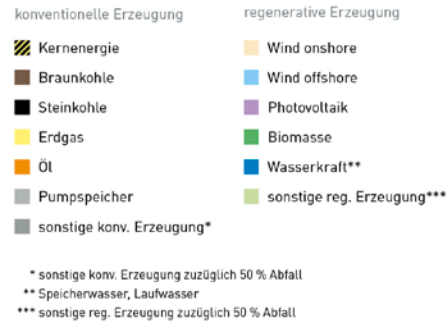 konventionelle Erzeugung
Kernenergie
Braunkohle
Steinkohle
Erdgas
Öl
Pumpspeicher
sonstige konv. Erzeugung*
regenerative Erzeugung
Wind onshore
Wind offshore
Photovoltaik
Biomasse
Wasserkraft**
sonstige reg. Erzeugung***
* sonstige konv. Erzeugung zuzüglich 50 % Abfall
** Speicherwasser, Laufwasser
*** sonstige reg. Erzeugung zuzüglich 50 % Abfall